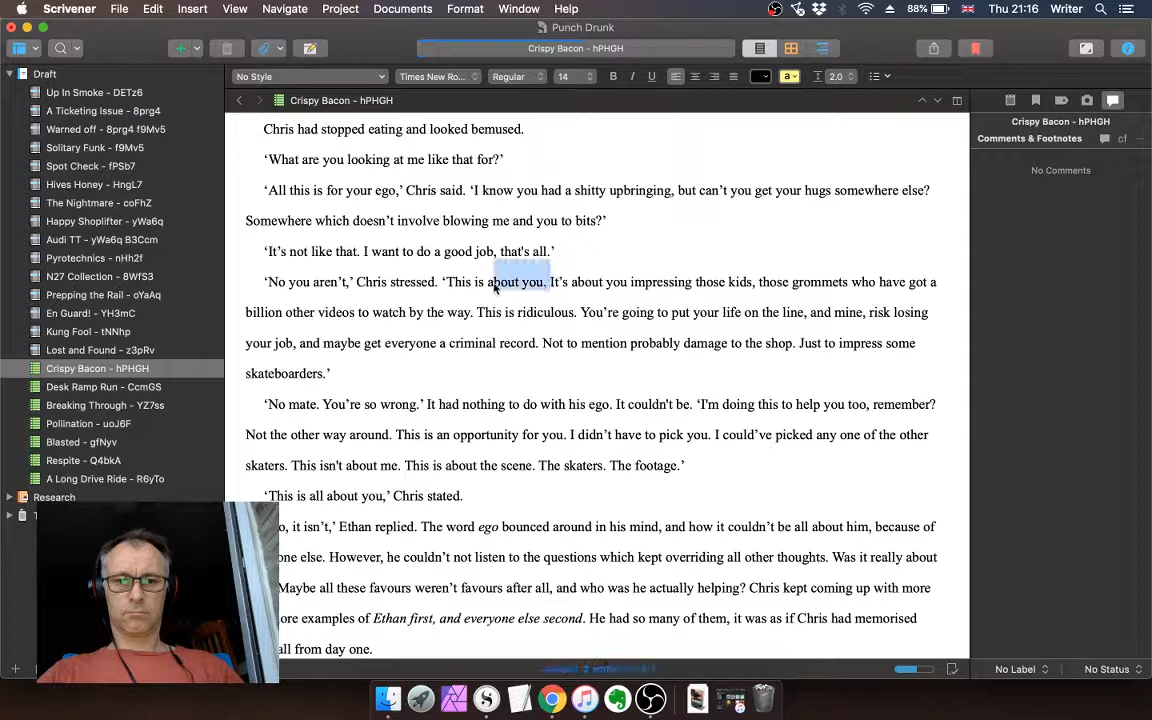 Scrivener File Edit Insert View Navigate Project Documents Format Window Help 88% Thu 21:16 Writer
Punch Drunk
Crispy Bacon - hPHGH
No Style Times New Ro... Regular 14 B I U a 2.0
Draft
Up In Smoke - DETz6
A Ticketing Issue - 8prg4
Warned off - 8prg4 f9Mv5
Solitary Funk - f9Mv5
Spot Check - fPSb7
Hives Honey - HngL7
The Nightmare - coFhZ
Happy Shoplifter - yWa6q
Audi TT - yWa6q B3Ccm
Pyrotechnics - nHh2f
N27 Collection - 8WfS3
Prepping the Rail - oYaAq
En Guard! - YH3mC
Kung Fool - tNNhp
Lost and Found - z3pRv
Crispy Bacon - hPHGH
Desk Ramp Run - CcmGS
Breaking Through - YZ7ss
Pollination - uoJ6F
Blasted - gfNyv
Respite - Q4bkA
A Long Drive Ride - R6yTo
Research
Crispy Bacon - hPHGH
Chris had stopped eating and looked bemused.
‘What are you looking at me like that for?’
‘All this is for your ego,’ Chris said. ‘I know you had a shitty upbringing, but can’t you get your hugs somewhere else?
Somewhere which doesn’t involve blowing me and you to bits?’
‘It’s not like that. I want to do a good job, that's all.’
‘No you aren’t,’ Chris stressed. ‘This is about you. It’s about you impressing those kids, those grommets who have got a
billion other videos to watch by the way. This is ridiculous. You’re going to put your life on the line, and mine, risk losing
your job, and maybe get everyone a criminal record. Not to mention probably damage to the shop. Just to impress some
skateboarders.’
‘No mate. You’re so wrong.’ It had nothing to do with his ego. It couldn't be. ‘I'm doing this to help you too, remember?
Not the other way around. This is an opportunity for you. I didn’t have to pick you. I could’ve picked any one of the other
skaters. This isn't about me. This is about the scene. The skaters. The footage.’
‘This is all about you,’ Chris stated.
o, it isn’t,’ Ethan replied. The word ego bounced around in his mind, and how it couldn’t be all about him, because of
one else. However, he couldn’t not listen to the questions which kept overriding all other thoughts. Was it really about
Maybe all these favours weren’t favours after all, and who was he actually helping? Chris kept coming up with more
ore examples of Ethan first, and everyone else second. He had so many of them, it was as if Chris had memorised
all from day one.
Crispy Bacon - hPHGH
Comments & Footnotes cf
No Comments
No Label No Status